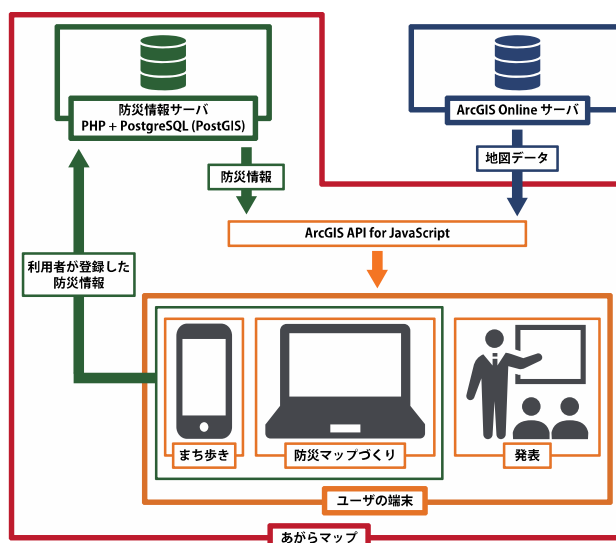 防災情報サーバ
PHP + PostgreSQL (PostGIS)
ArcGIS Online サーバ
防災情報
地図データ
ArcGIS API for JavaScript
利用者が登録した
防災情報
まち歩き
防災マップづくり
発表
ユーザの端末
あがらマップ